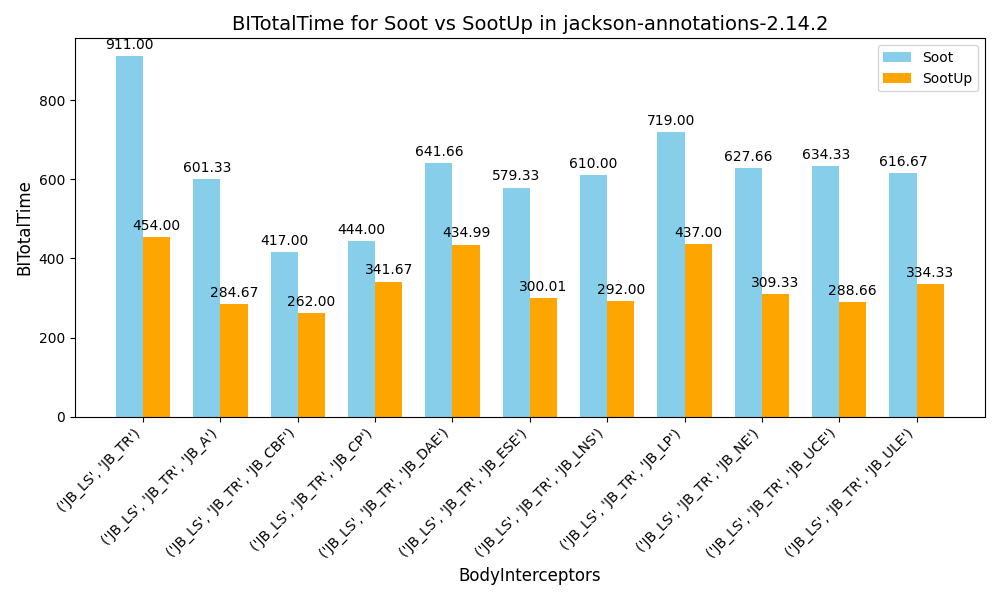 BITotalTime for Soot vs SootUp in jackson-annotations-2.14.2
BITotalTime
0
200
400
600
800
911.00
601.33
417.00
444.00
641.66
579.33
610.00
719.00
627.66
634.33
616.67
454.00
284.67
262.00
341.67
434.99
300.01
292.00
437.00
309.33
288.66
334.33
Soot
SootUp
('JB_LS', 'JB_TR')
('JB_LS', 'JB_TR', 'JB_A')
('JB_LS', 'JB_TR', 'JB_CBF')
('JB_LS', 'JB_TR', 'JB_CP')
('JB_LS', 'JB_TR', 'JB_DAE')
('JB_LS', 'JB_TR', 'JB_ESE')
('JB_LS', 'JB_TR', 'JB_LNS')
('JB_LS', 'JB_TR', 'JB_LP')
('JB_LS', 'JB_TR', 'JB_NE')
('JB_LS', 'JB_TR', 'JB_UCE')
('JB_LS', 'JB_TR', 'JB_ULE')
BodyInterceptors